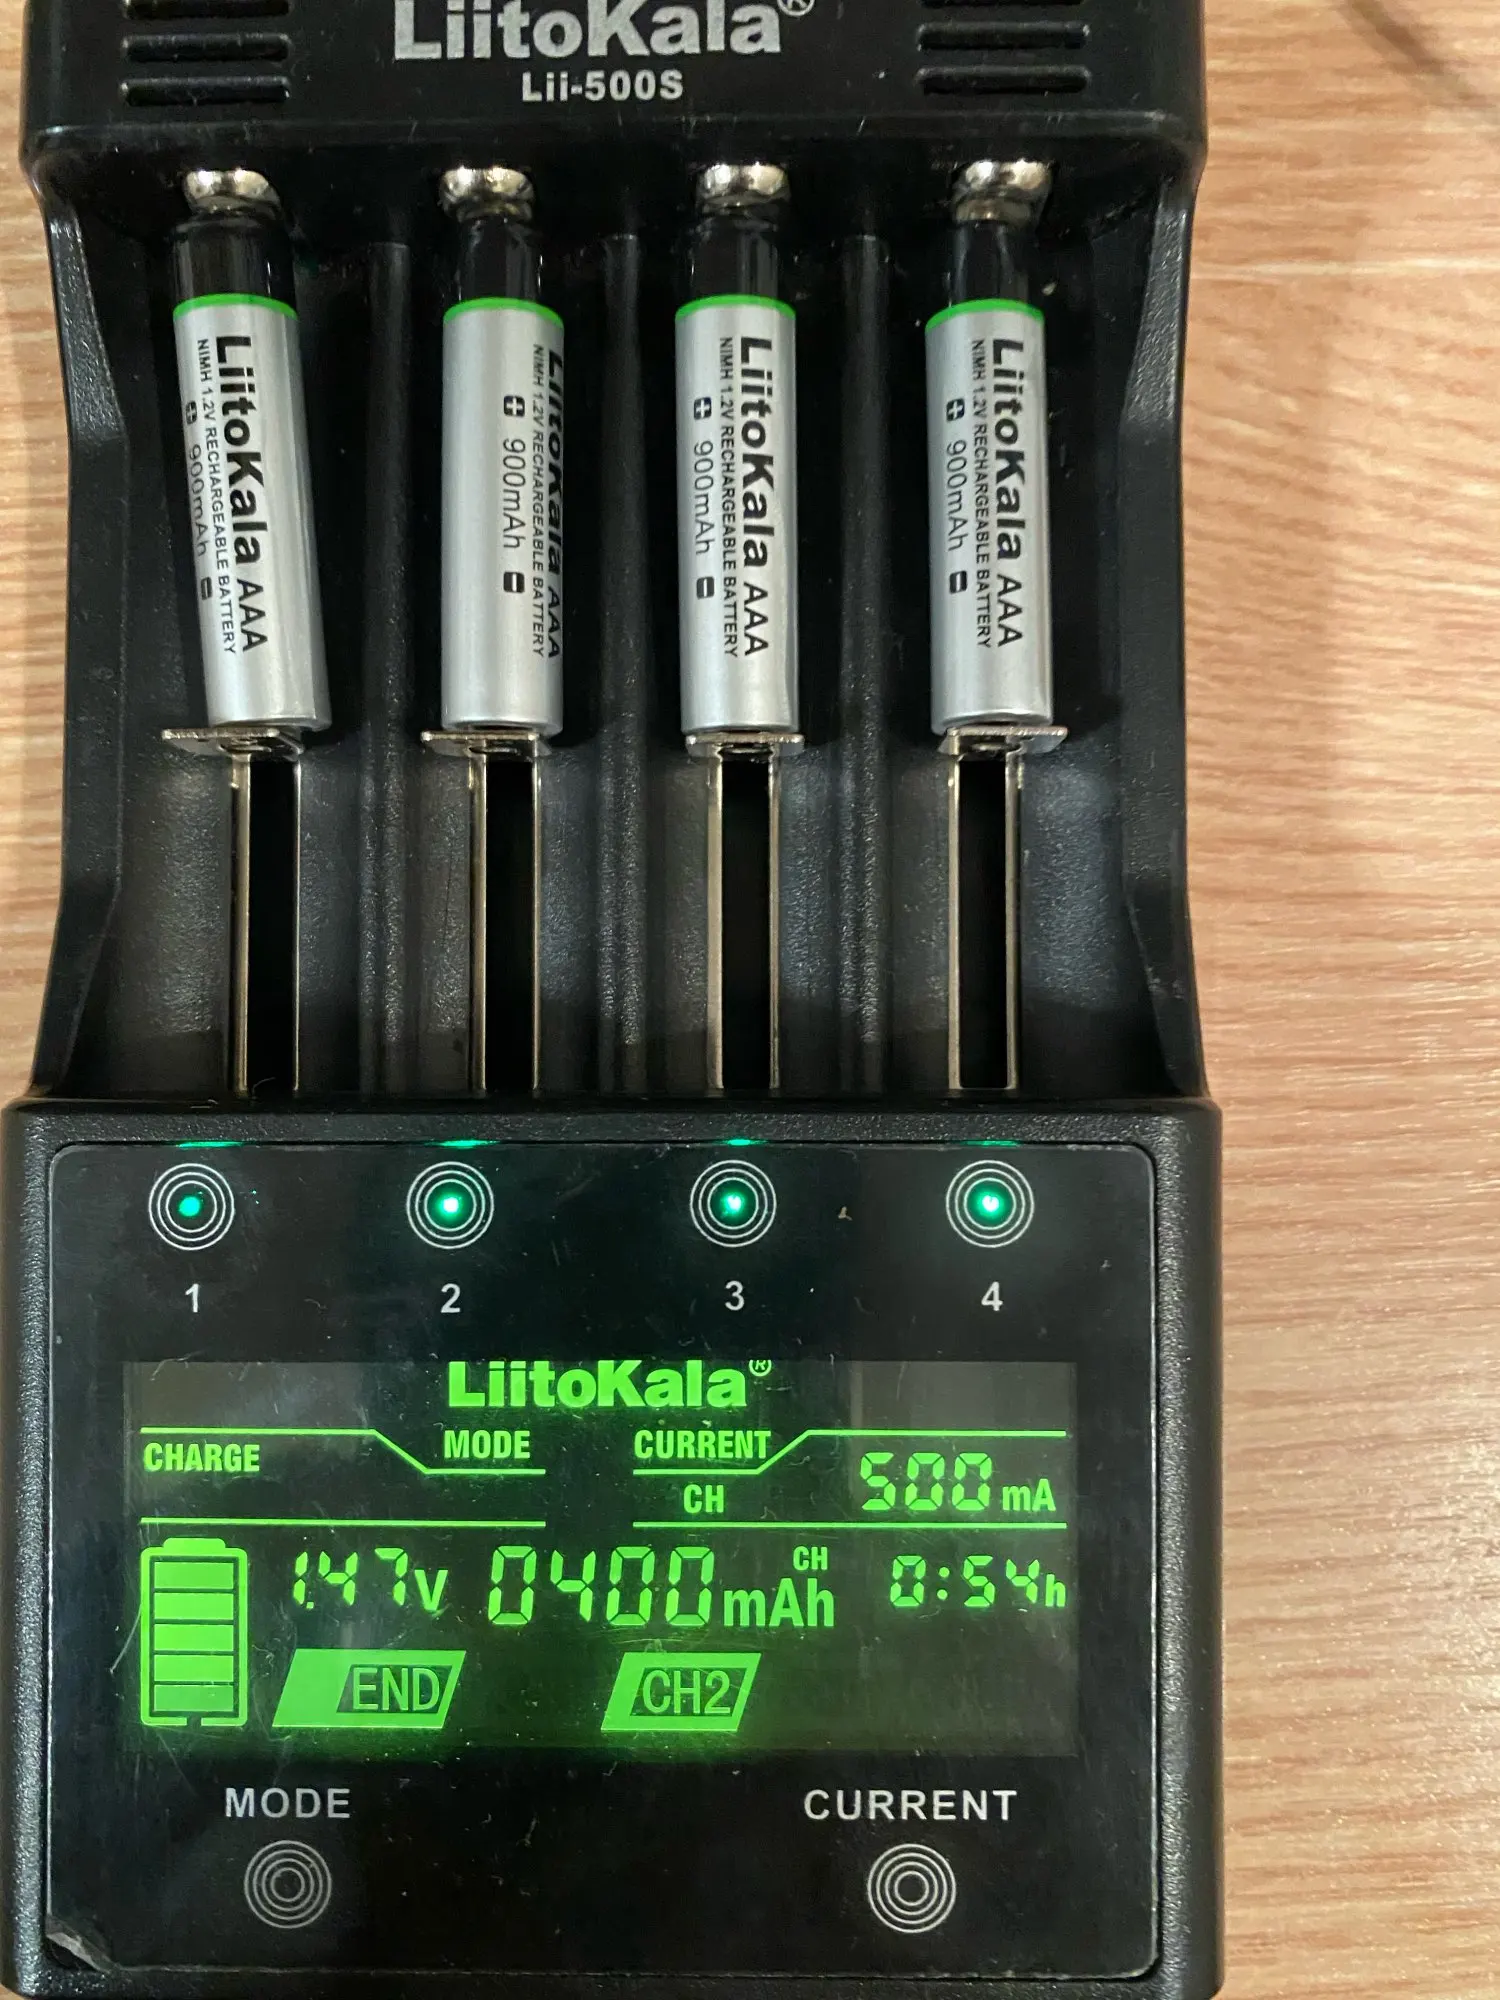 LiitoKala®
Lii-500S
LiitoKala AAA
NIMH 1.2V RECHARGEABLE BATTERY
+ 900mAh -
LiitoKala AAA
NIMH 1.2V RECHARGEABLE BATTERY
+ 900mAh -
LiitoKala AAA
NIMH 1.2V RECHARGEABLE BATTERY
+ 900mAh -
LiitoKala AAA
NIMH 1.2V RECHARGEABLE BATTERY
+ 900mAh -
1 2 3 4
LiitoKala®
CHARGE MODE CURRENT
CH 500mA
1.47V 0400mAh CH 0:54h
END CH2
MODE CURRENT